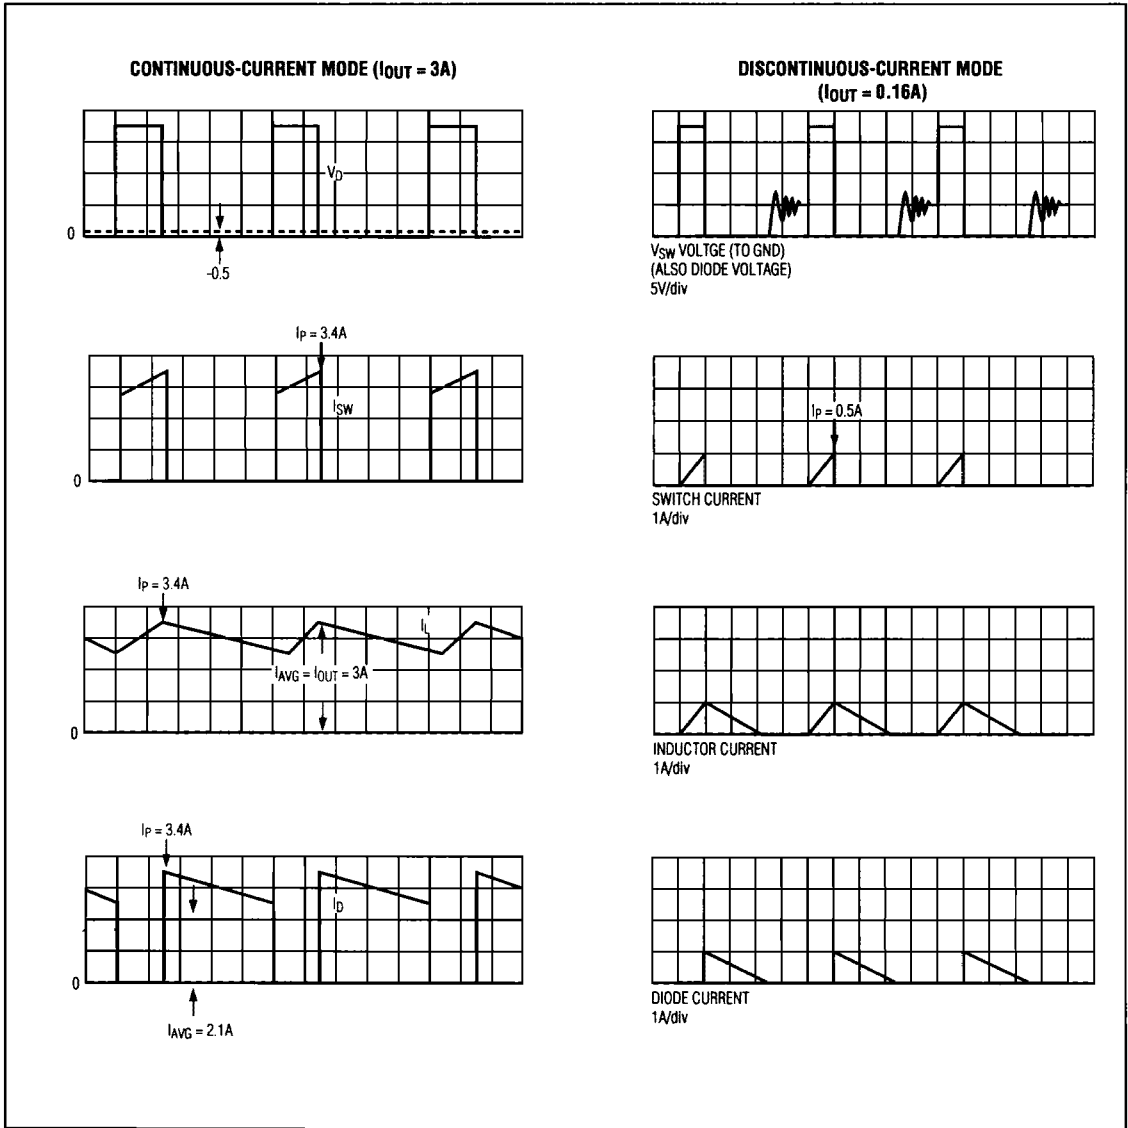 CONTINUOUS-CURRENT MODE (IOUT = 3A)
VD
0
-0.5
IP = 3.4A
ISW
0
IP = 3.4A
IL
IAVG = IOUT = 3A
0
IP = 3.4A
ID
0
IAVG = 2.1A
DISCONTINUOUS-CURRENT MODE
(IOUT = 0.16A)
VSW VOLTGE (TO GND)
(ALSO DIODE VOLTAGE)
5V/div
IP = 0.5A
SWITCH CURRENT
1A/div
INDUCTOR CURRENT
1A/div
DIODE CURRENT
1A/div